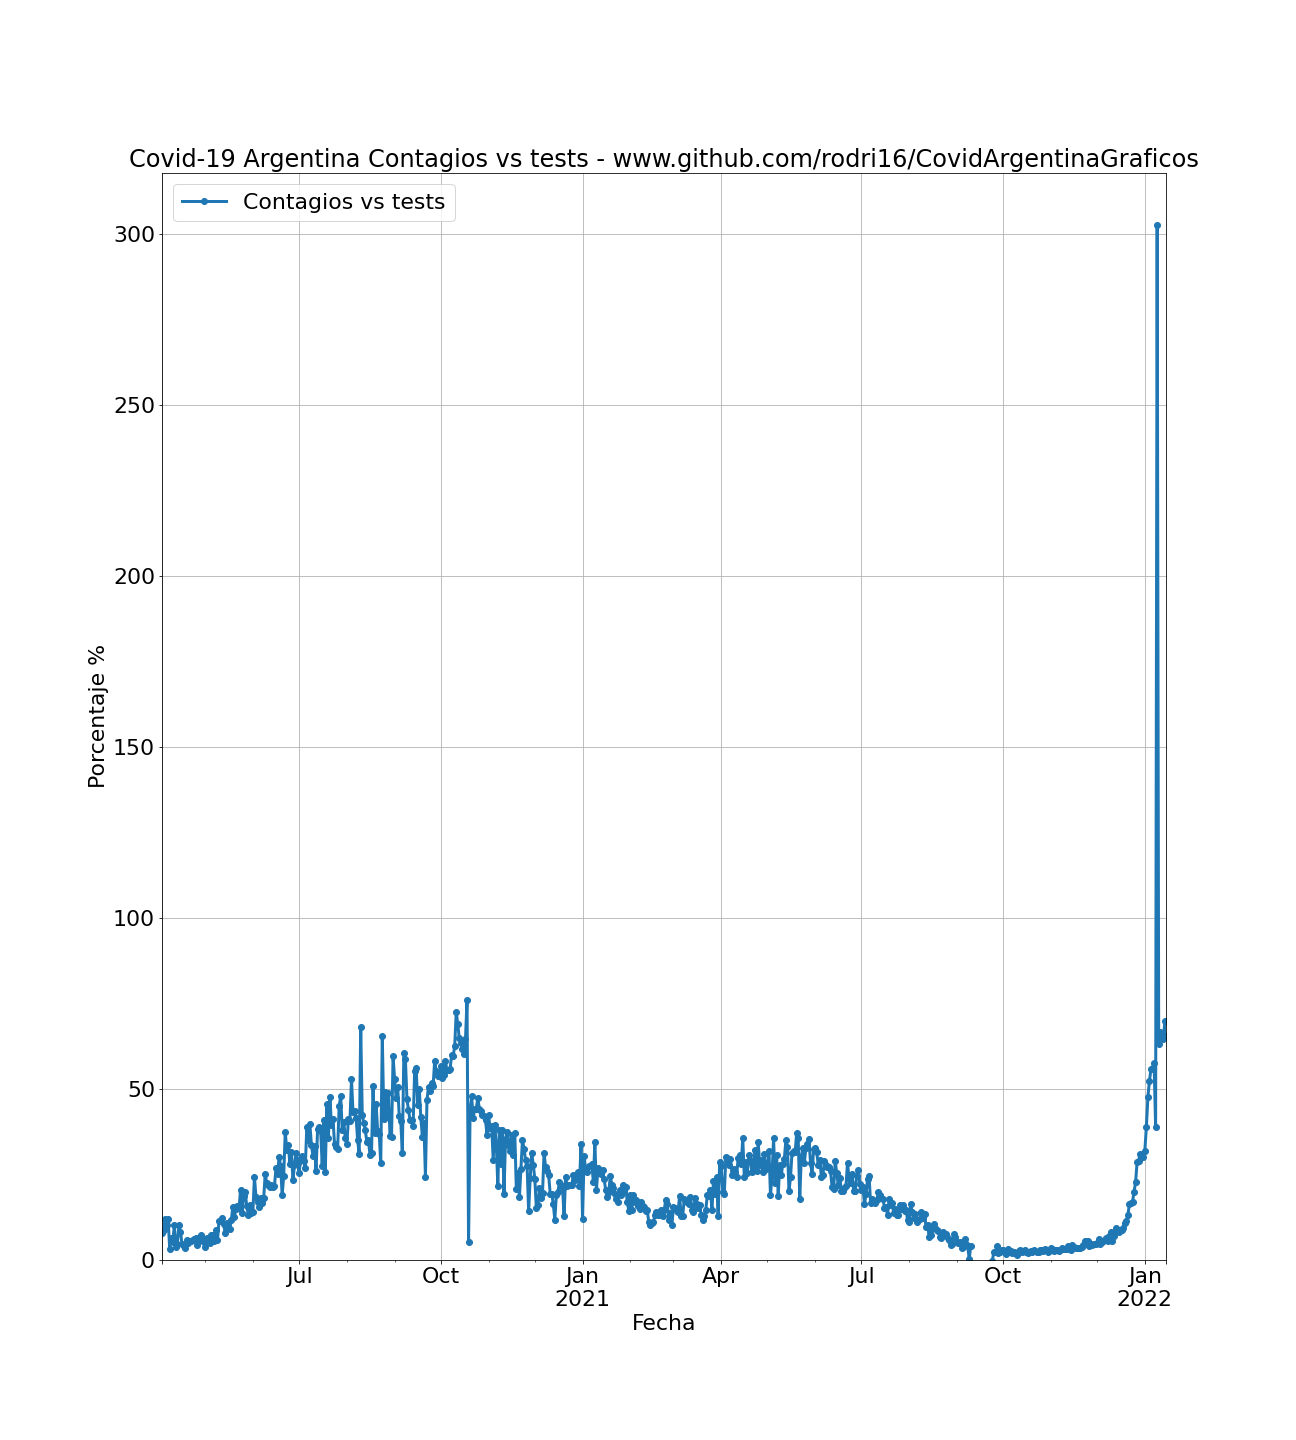 Covid-19 Argentina Contagios vs tests - www.github.com/rodri16/CovidArgentinaGraficos
Contagios vs tests
300
250
200
150
100
50
0
Porcentaje %
Jul
Oct
Jan
2021
Apr
Jul
Oct
Jan
2022
Fecha